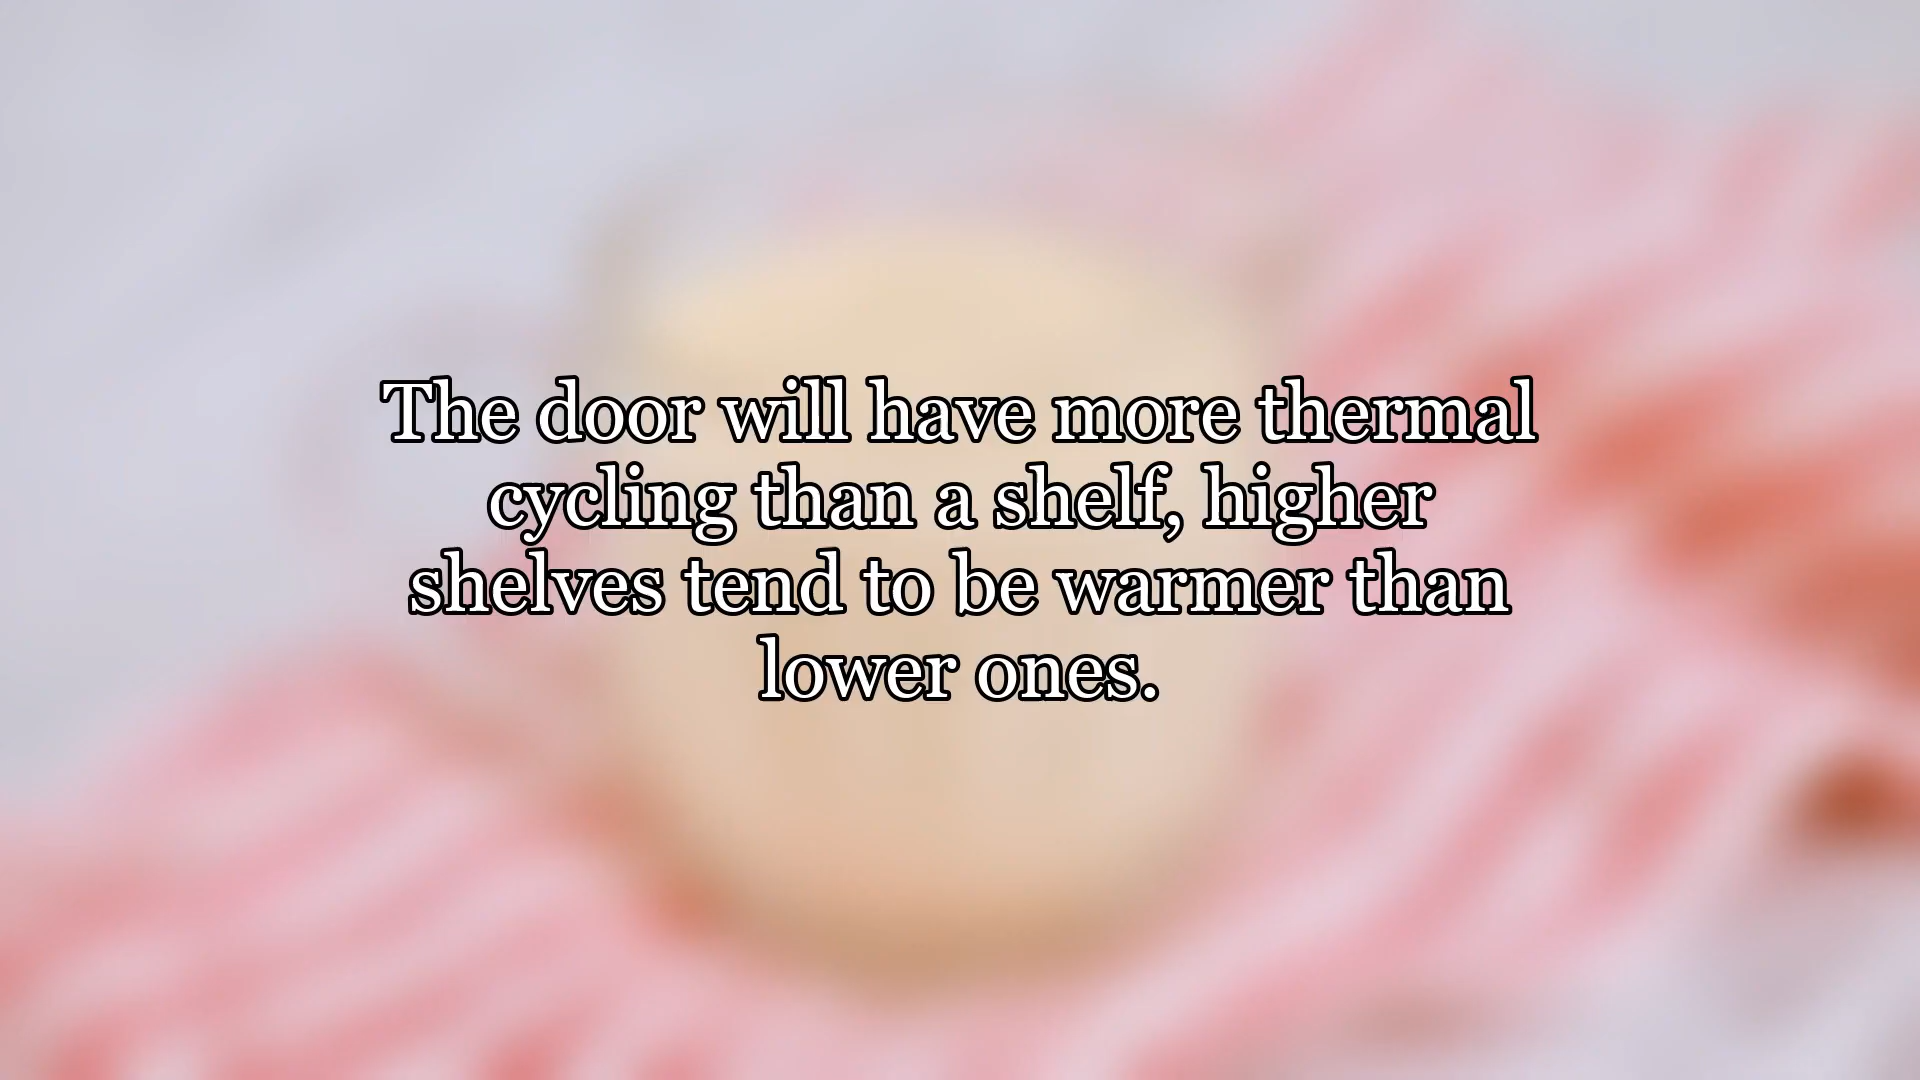 The door will have more thermal
cycling than a shelf, higher
shelves tend to be warmer than
lower ones.